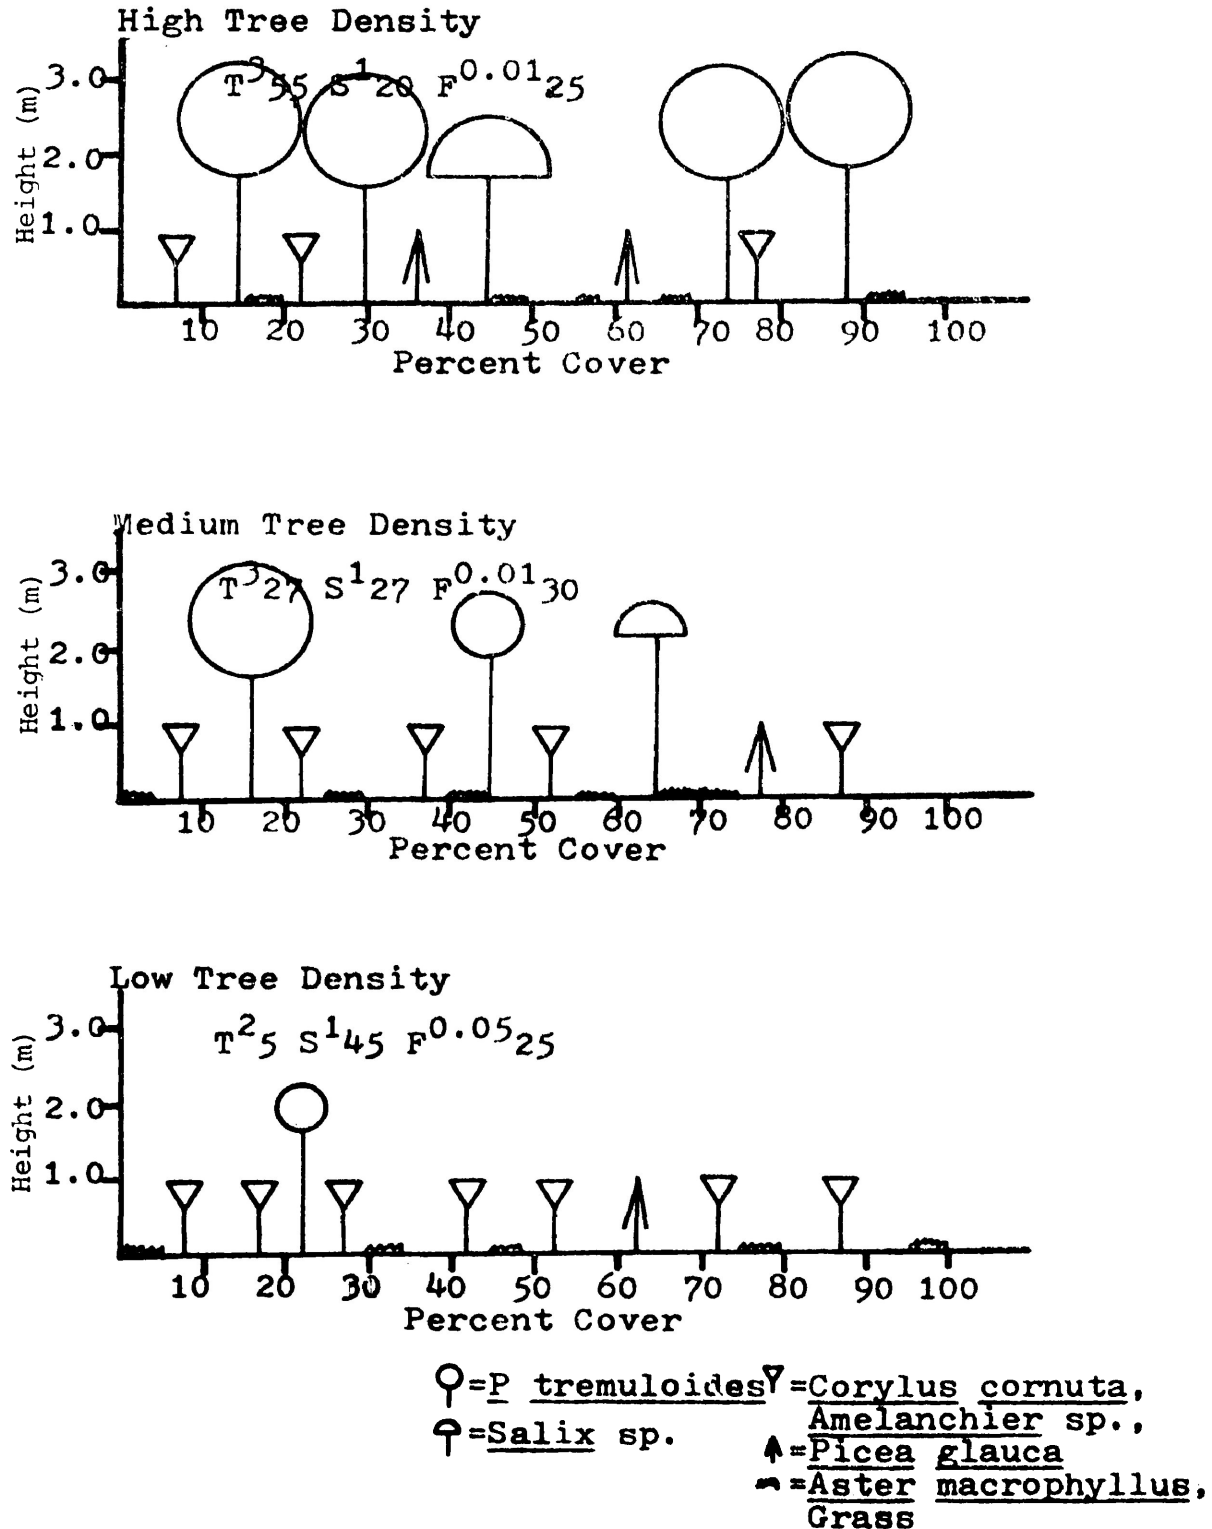 High Tree Density
T³55 S¹20 F⁰·⁰¹25
3.0
2.0
1.0
Height (m)
10 20 30 40 50 60 70 80 90 100
Percent Cover
Medium Tree Density
T³27 S¹27 F⁰·⁰¹30
3.0
2.0
1.0
Height (m)
10 20 30 40 50 60 70 80 90 100
Percent Cover
Low Tree Density
T²5 S¹45 F⁰·⁰⁵25
3.0
2.0
1.0
Height (m)
10 20 30 40 50 60 70 80 90 100
Percent Cover
=P tremuloides
=Salix sp.
=Corylus cornuta,
Amelanchier sp.,
=Picea glauca
=Aster macrophyllus,
Grass